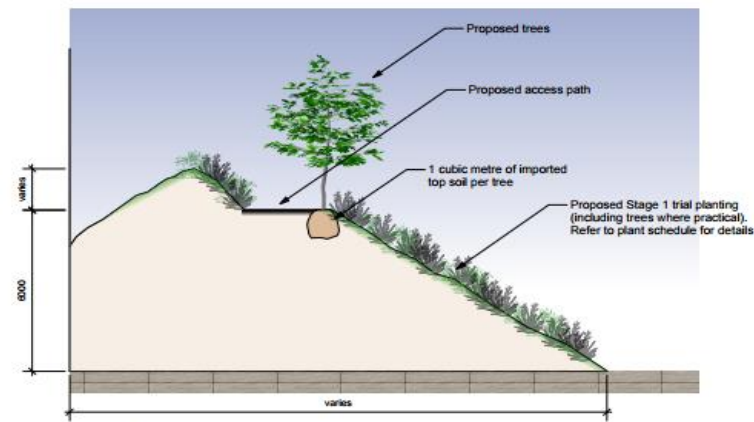 Proposed trees
Proposed access path
1 cubic metre of imported
top soil per tree
Proposed Stage 1 trial planting
(including trees where practical).
Refer to plant schedule for details
varies
6000
varies